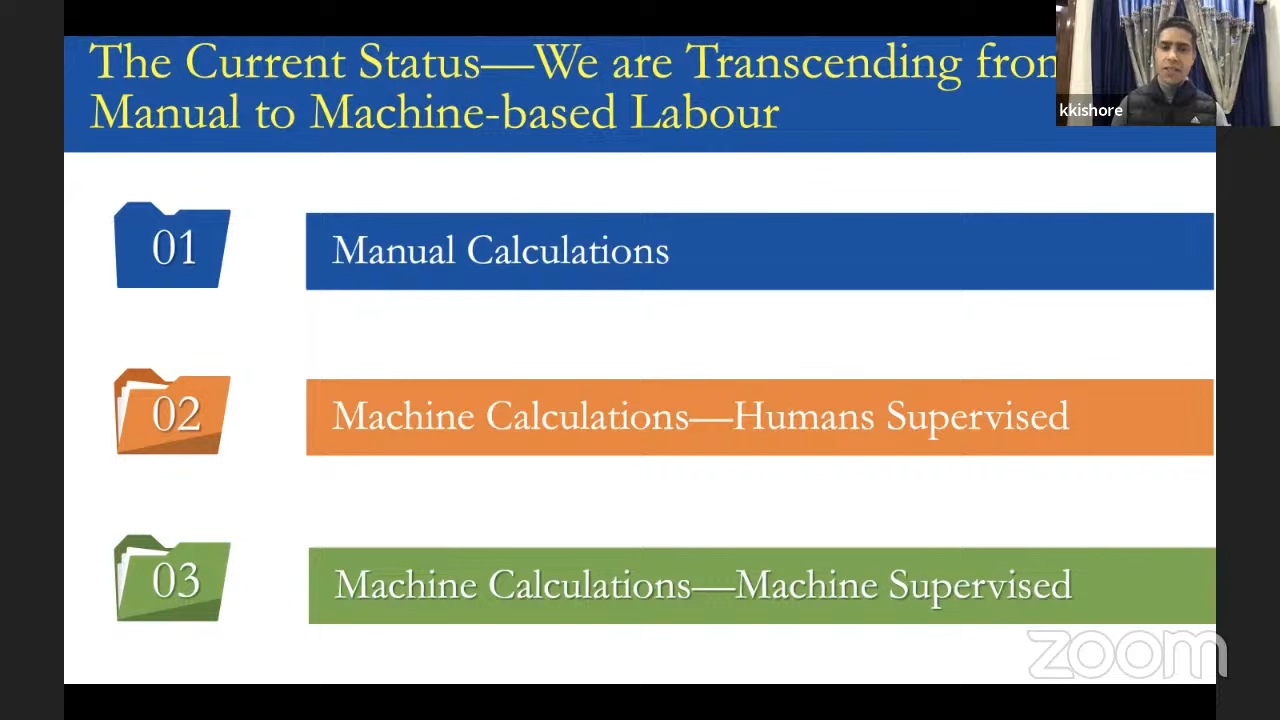 The Current Status—We are Transcending from
Manual to Machine-based Labour
kkishore
01
Manual Calculations
02
Machine Calculations—Humans Supervised
03
Machine Calculations—Machine Supervised
zoom